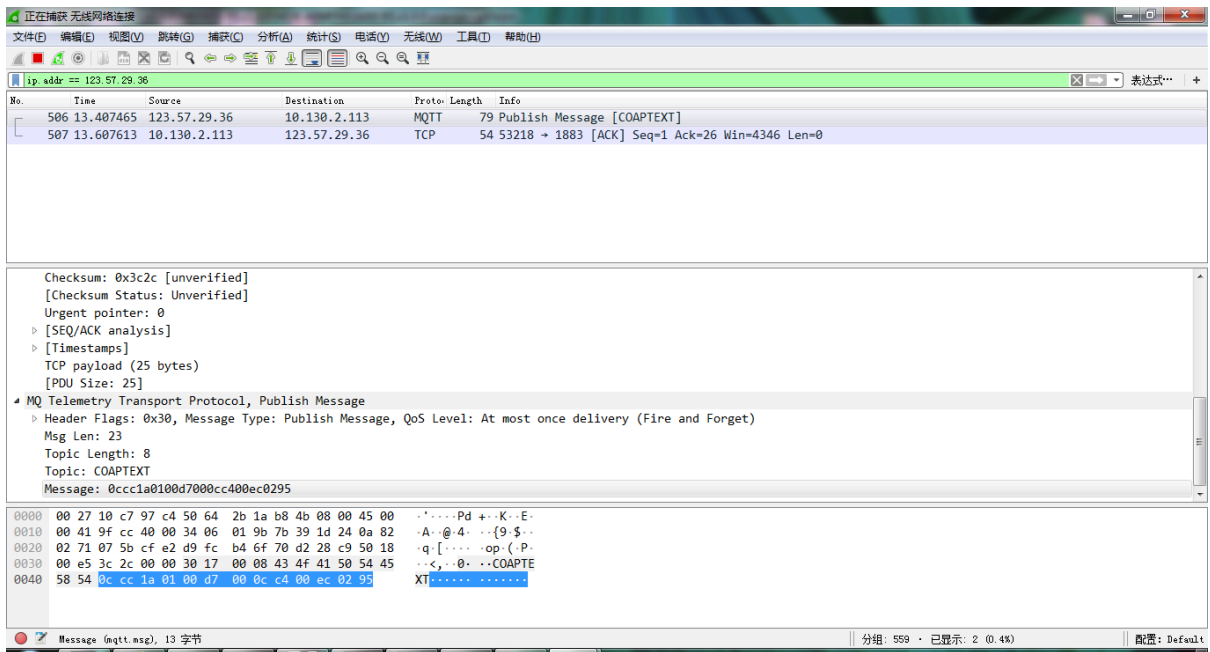 正在捕获 无线网络连接
文件(F) 编辑(E) 视图(V) 跳转(G) 捕获(C) 分析(A) 统计(S) 电话(Y) 无线(W) 工具(T) 帮助(H)
ip.addr == 123.57.29.36 表达式… +
No. Time Source Destination Proto Length Info
506 13.407465 123.57.29.36 10.130.2.113 MQTT 79 Publish Message [COAPTEXT]
507 13.607613 10.130.2.113 123.57.29.36 TCP 54 53218 → 1883 [ACK] Seq=1 Ack=26 Win=4346 Len=0
Checksum: 0x3c2c [unverified]
[Checksum Status: Unverified]
Urgent pointer: 0
[SEQ/ACK analysis]
[Timestamps]
TCP payload (25 bytes)
[PDU Size: 25]
MQ Telemetry Transport Protocol, Publish Message
Header Flags: 0x30, Message Type: Publish Message, QoS Level: At most once delivery (Fire and Forget)
Msg Len: 23
Topic Length: 8
Topic: COAPTEXT
Message: 0ccc1a0100d7000cc400ec0295
0000 00 27 10 c7 97 c4 50 64 2b 1a b8 4b 08 00 45 00 ·'····Pd +··K··E·
0010 00 41 9f cc 40 00 34 06 01 9b 7b 39 1d 24 0a 82 ·A··@·4· ··{9·$··
0020 02 71 07 5b cf e2 d9 fc b4 6f 70 d2 28 c9 50 18 ·q·[···· ·op·(·P·
0030 00 e5 3c 2c 00 00 30 17 00 08 43 4f 41 50 54 45 ··<,··0· ··COAPTE
0040 58 54 0c cc 1a 01 00 d7 00 0c c4 00 ec 02 95 XT······ ·······
Message (mqtt.msg), 13 字节 分组: 559 · 已显示: 2 (0.4%) 配置: Default